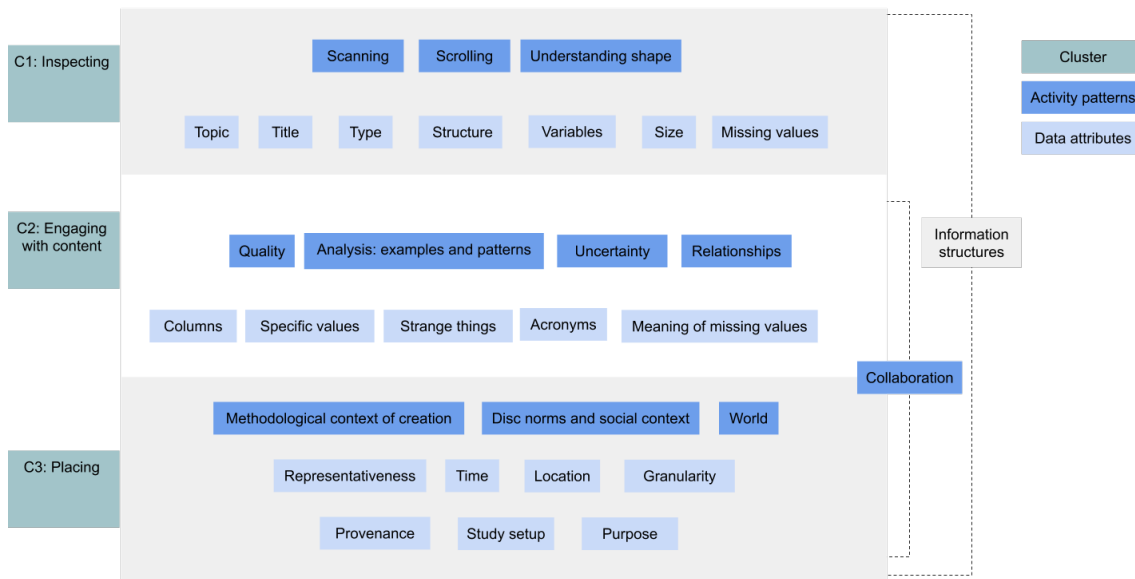 C1: Inspecting
Scanning
Scrolling
Understanding shape
Topic
Title
Type
Structure
Variables
Size
Missing values
Cluster
Activity patterns
Data attributes
C2: Engaging
with content
Quality
Analysis: examples and patterns
Uncertainty
Relationships
Information
structures
Columns
Specific values
Strange things
Acronyms
Meaning of missing values
Collaboration
C3: Placing
Methodological context of creation
Disc norms and social context
World
Representativeness
Time
Location
Granularity
Provenance
Study setup
Purpose